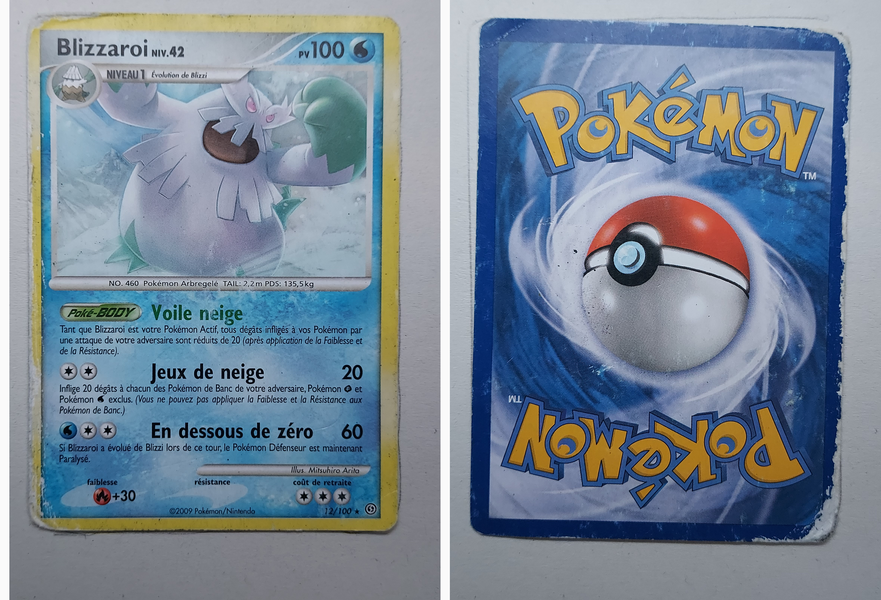 Blizzaroi NIV.42 PV 100
NIVEAU 1 Évolution de Blizzi
NO. 460 Pokémon Arbregelé TAIL: 2,2m PDS: 135,5kg
Poké-BODY Voile neige
Tant que Blizzaroi est votre Pokémon Actif, tous dégâts infligés à vos Pokémon par
une attaque de votre adversaire sont réduits de 20 (après application de la Faiblesse et
de la Résistance).
Jeux de neige 20
Inflige 20 dégâts à chacun des Pokémon de Banc de votre adversaire, Pokémon et
Pokémon exclus. (Vous ne pouvez pas appliquer la Faiblesse et la Résistance aux
Pokémon de Banc.)
En dessous de zéro 60
Si Blizzaroi a évolué de Blizzi lors de ce tour, le Pokémon Défenseur est maintenant
Paralysé.
Illus. Mitsuhiro Arita
faiblesse résistance coût de retraite
+30
©2009 Pokémon/Nintendo 12/100
POKéMON
TM
TM
POKéMON